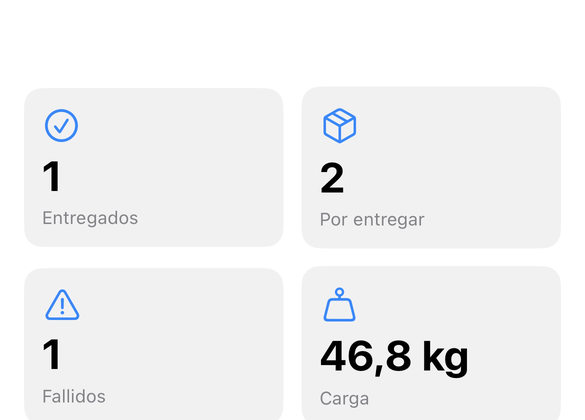 1
Entregados
2
Por entregar
1
Fallidos
46,8 kg
Carga